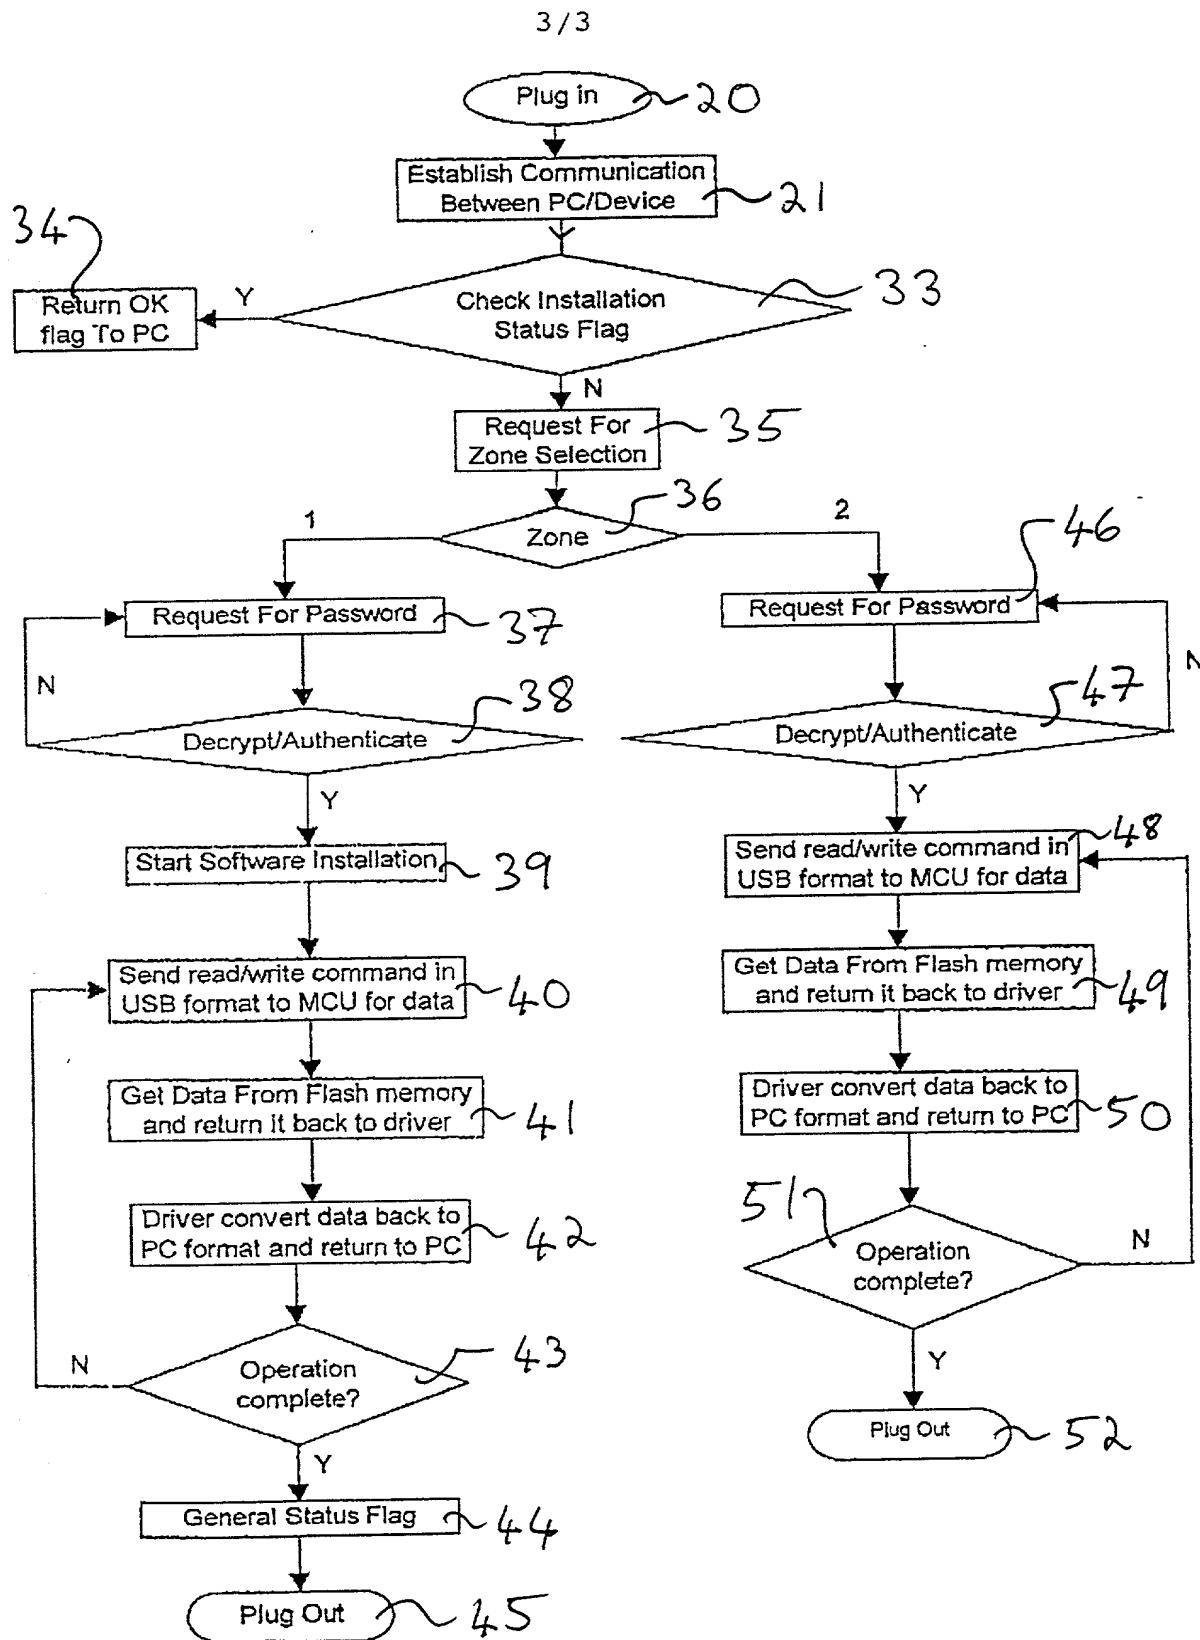 3/3
Plug in
20
Establish Communication
Between PC/Device
21
34
Return OK
flag To PC
Y
Check Installation
Status Flag
33
N
Request For
Zone Selection
35
1
Zone
36
2
Request For Password
37
N
Decrypt/Authenticate
38
Y
Start Software Installation
39
Send read/write command in
USB format to MCU for data
40
Get Data From Flash memory
and return it back to driver
41
Driver convert data back to
PC format and return to PC
42
N
Operation
complete?
43
Y
General Status Flag
44
Plug Out
45
46
Request For Password
N
47
Decrypt/Authenticate
Y
Send read/write command in
USB format to MCU for data
48
Get Data From Flash memory
and return it back to driver
49
Driver convert data back to
PC format and return to PC
50
51
Operation
complete?
N
Y
Plug Out
52